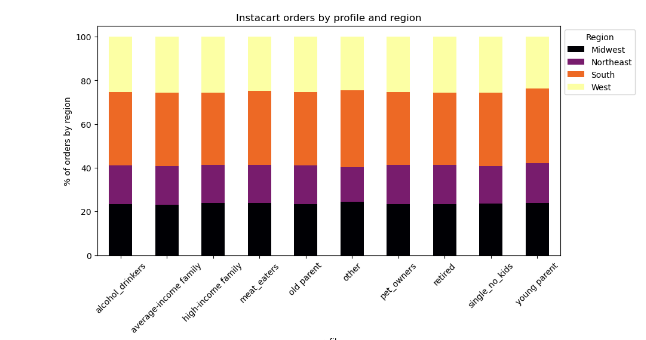 Instacart orders by profile and region
% of orders by region
100
80
60
40
20
0
alcohol_drinkers
average-income family
high-income family
meat_eaters
old parent
other
pet_owners
retired
single_no_kids
young parent
Region
Midwest
Northeast
South
West